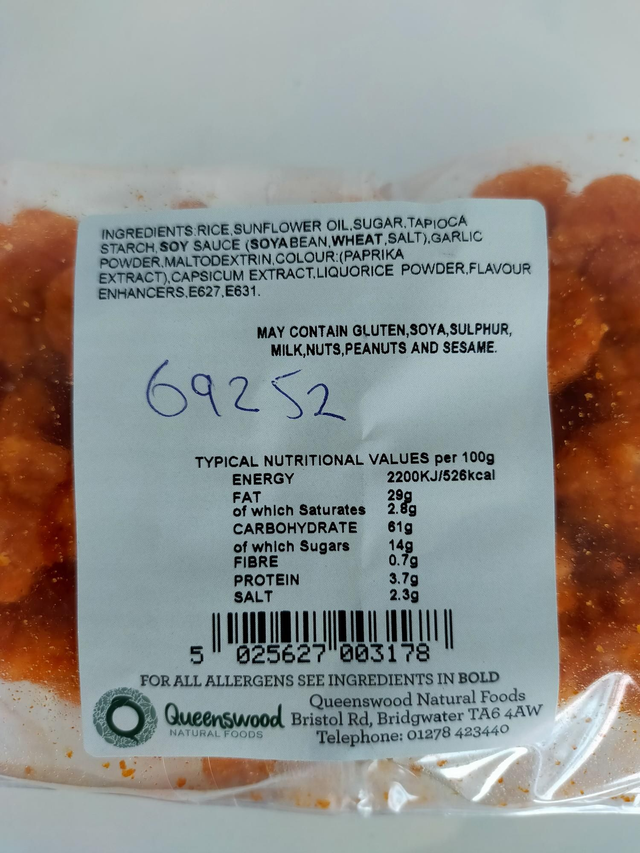 INGREDIENTS:RICE,SUNFLOWER OIL,SUGAR,TAPIOCA
STARCH,SOY SAUCE (SOYABEAN,WHEAT,SALT),GARLIC
POWDER,MALTODEXTRIN,COLOUR:(PAPRIKA
EXTRACT),CAPSICUM EXTRACT,LIQUORICE POWDER,FLAVOUR
ENHANCERS,E627,E631.
MAY CONTAIN GLUTEN,SOYA,SULPHUR,
MILK,NUTS,PEANUTS AND SESAME.
69252
TYPICAL NUTRITIONAL VALUES per 100g
ENERGY 2200KJ/526kcal
FAT 29g
of which Saturates 2.8g
CARBOHYDRATE 61g
of which Sugars 14g
FIBRE 0.7g
PROTEIN 3.7g
SALT 2.3g
5 025627 003178
FOR ALL ALLERGENS SEE INGREDIENTS IN BOLD
Queenswood
NATURAL FOODS
Queenswood Natural Foods
Bristol Rd, Bridgwater TA6 4AW
Telephone: 01278 423440